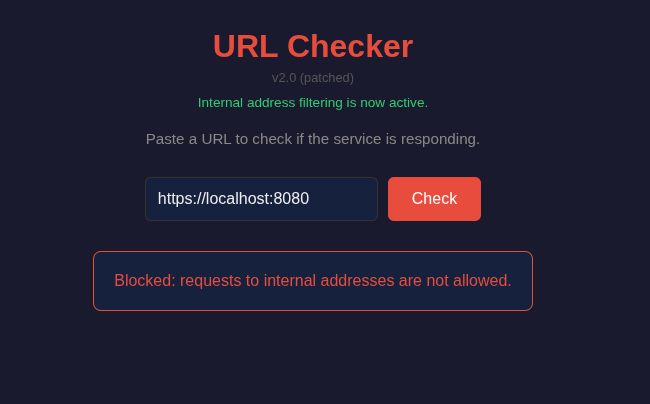 URL Checker
v2.0 (patched)
Internal address filtering is now active.
Paste a URL to check if the service is responding.
https://localhost:8080
Check
Blocked: requests to internal addresses are not allowed.